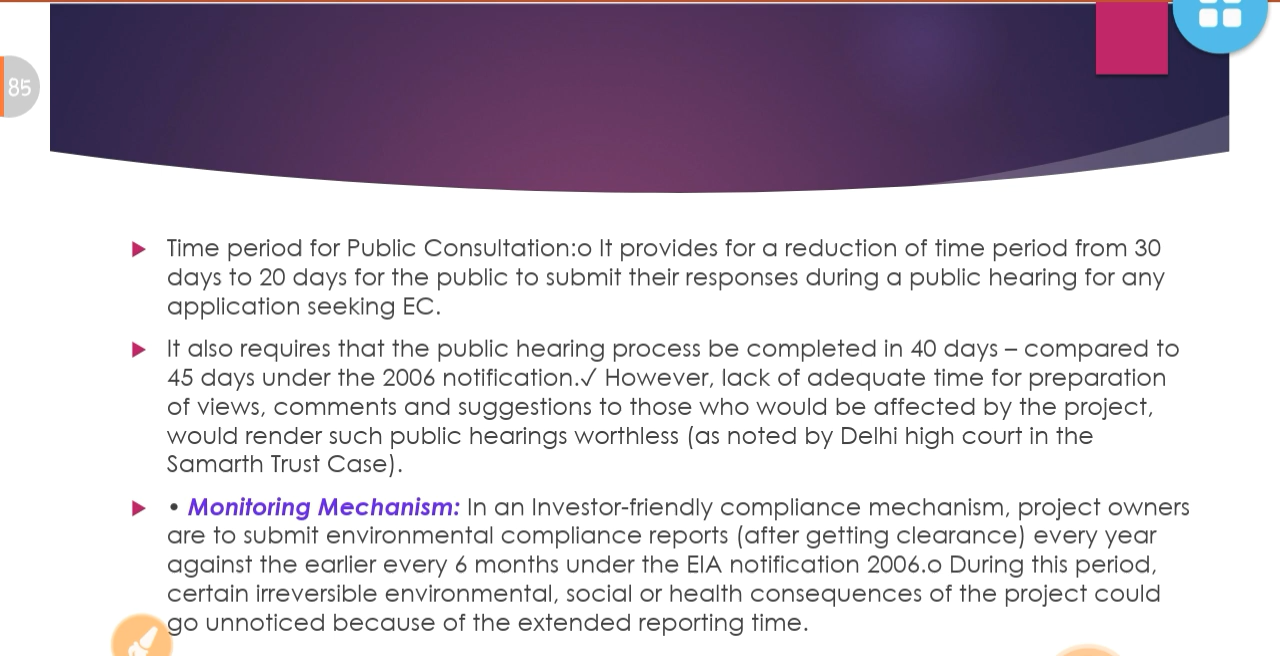 85
Time period for Public Consultation:o It provides for a reduction of time period from 30
days to 20 days for the public to submit their responses during a public hearing for any
application seeking EC.
It also requires that the public hearing process be completed in 40 days – compared to
45 days under the 2006 notification.✓ However, lack of adequate time for preparation
of views, comments and suggestions to those who would be affected by the project,
would render such public hearings worthless (as noted by Delhi high court in the
Samarth Trust Case).
• Monitoring Mechanism: In an Investor-friendly compliance mechanism, project owners
are to submit environmental compliance reports (after getting clearance) every year
against the earlier every 6 months under the EIA notification 2006.o During this period,
certain irreversible environmental, social or health consequences of the project could
go unnoticed because of the extended reporting time.